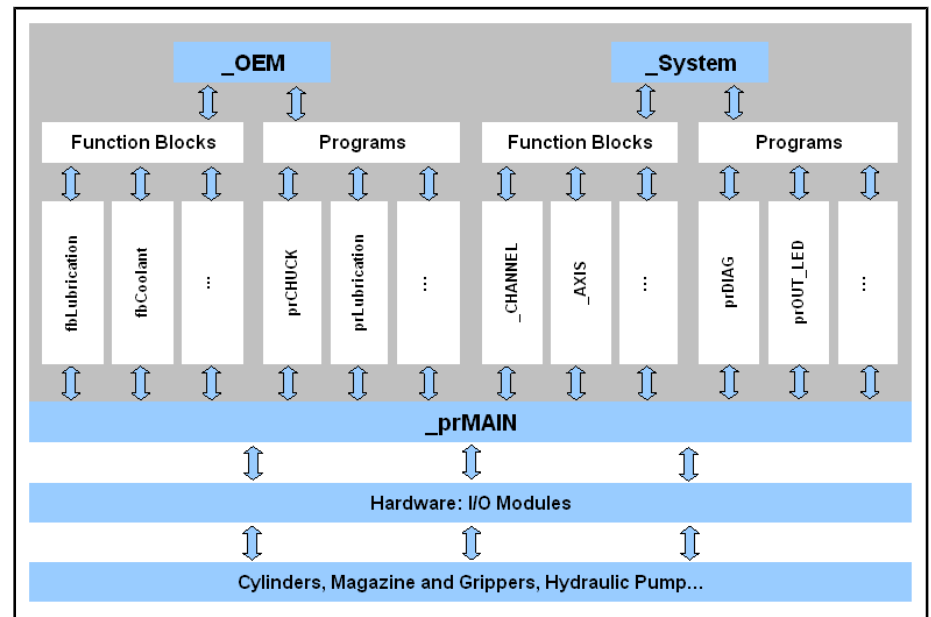 _OEM
_System
Function Blocks
Programs
Function Blocks
Programs
fbLubrication
fbCoolant
...
prCHUCK
prLubrication
...
_CHANNEL
_AXIS
...
prDIAG
prOUT_LED
...
_prMAIN
Hardware: I/O Modules
Cylinders, Magazine and Grippers, Hydraulic Pump...